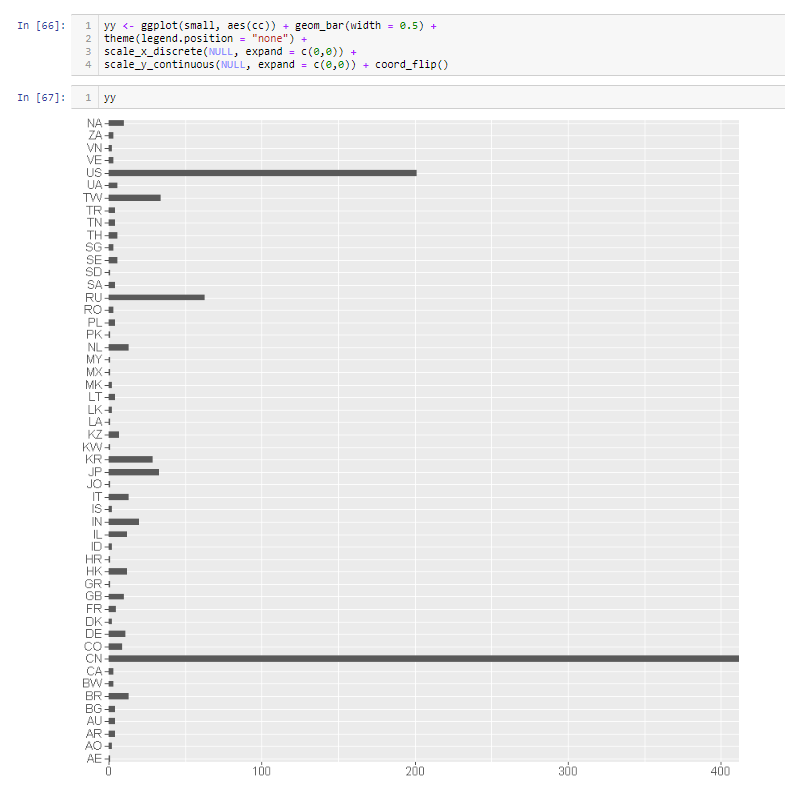 In [66]:
1 yy <- ggplot(small, aes(cc)) + geom_bar(width = 0.5) +
2 theme(legend.position = "none") +
3 scale_x_discrete(NULL, expand = c(0,0)) +
4 scale_y_continuous(NULL, expand = c(0,0)) + coord_flip()
In [67]:
1 yy
NA
ZA
VN
VE
US
UA
TW
TR
TN
TH
SG
SE
SD
SA
RU
RO
PL
PK
NL
MY
MX
MK
LT
LK
LA
KZ
KW
KR
JP
JO
IT
IS
IN
IL
ID
HR
HK
GR
GB
FR
DK
DE
CO
CN
CA
BW
BR
BG
AU
AR
AO
AE
0 100 200 300 400